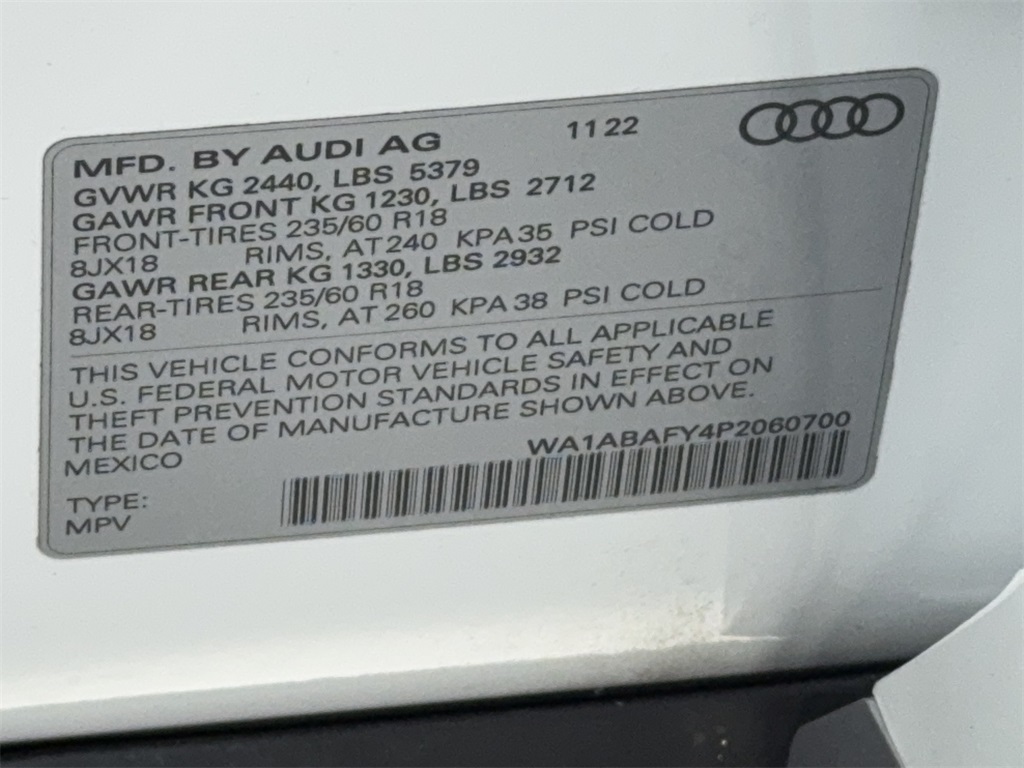 MFD. BY AUDI AG 1122
GVWR KG 2440, LBS 5379
GAWR FRONT KG 1230, LBS 2712
FRONT-TIRES 235/60 R18
8JX18 RIMS, AT 240 KPA 35 PSI COLD
GAWR REAR KG 1330, LBS 2932
REAR-TIRES 235/60 R18
8JX18 RIMS, AT 260 KPA 38 PSI COLD
THIS VEHICLE CONFORMS TO ALL APPLICABLE
U.S. FEDERAL MOTOR VEHICLE SAFETY AND
THEFT PREVENTION STANDARDS IN EFFECT ON
THE DATE OF MANUFACTURE SHOWN ABOVE.
MEXICO WA1ABAFY4P2060700
TYPE:
MPV